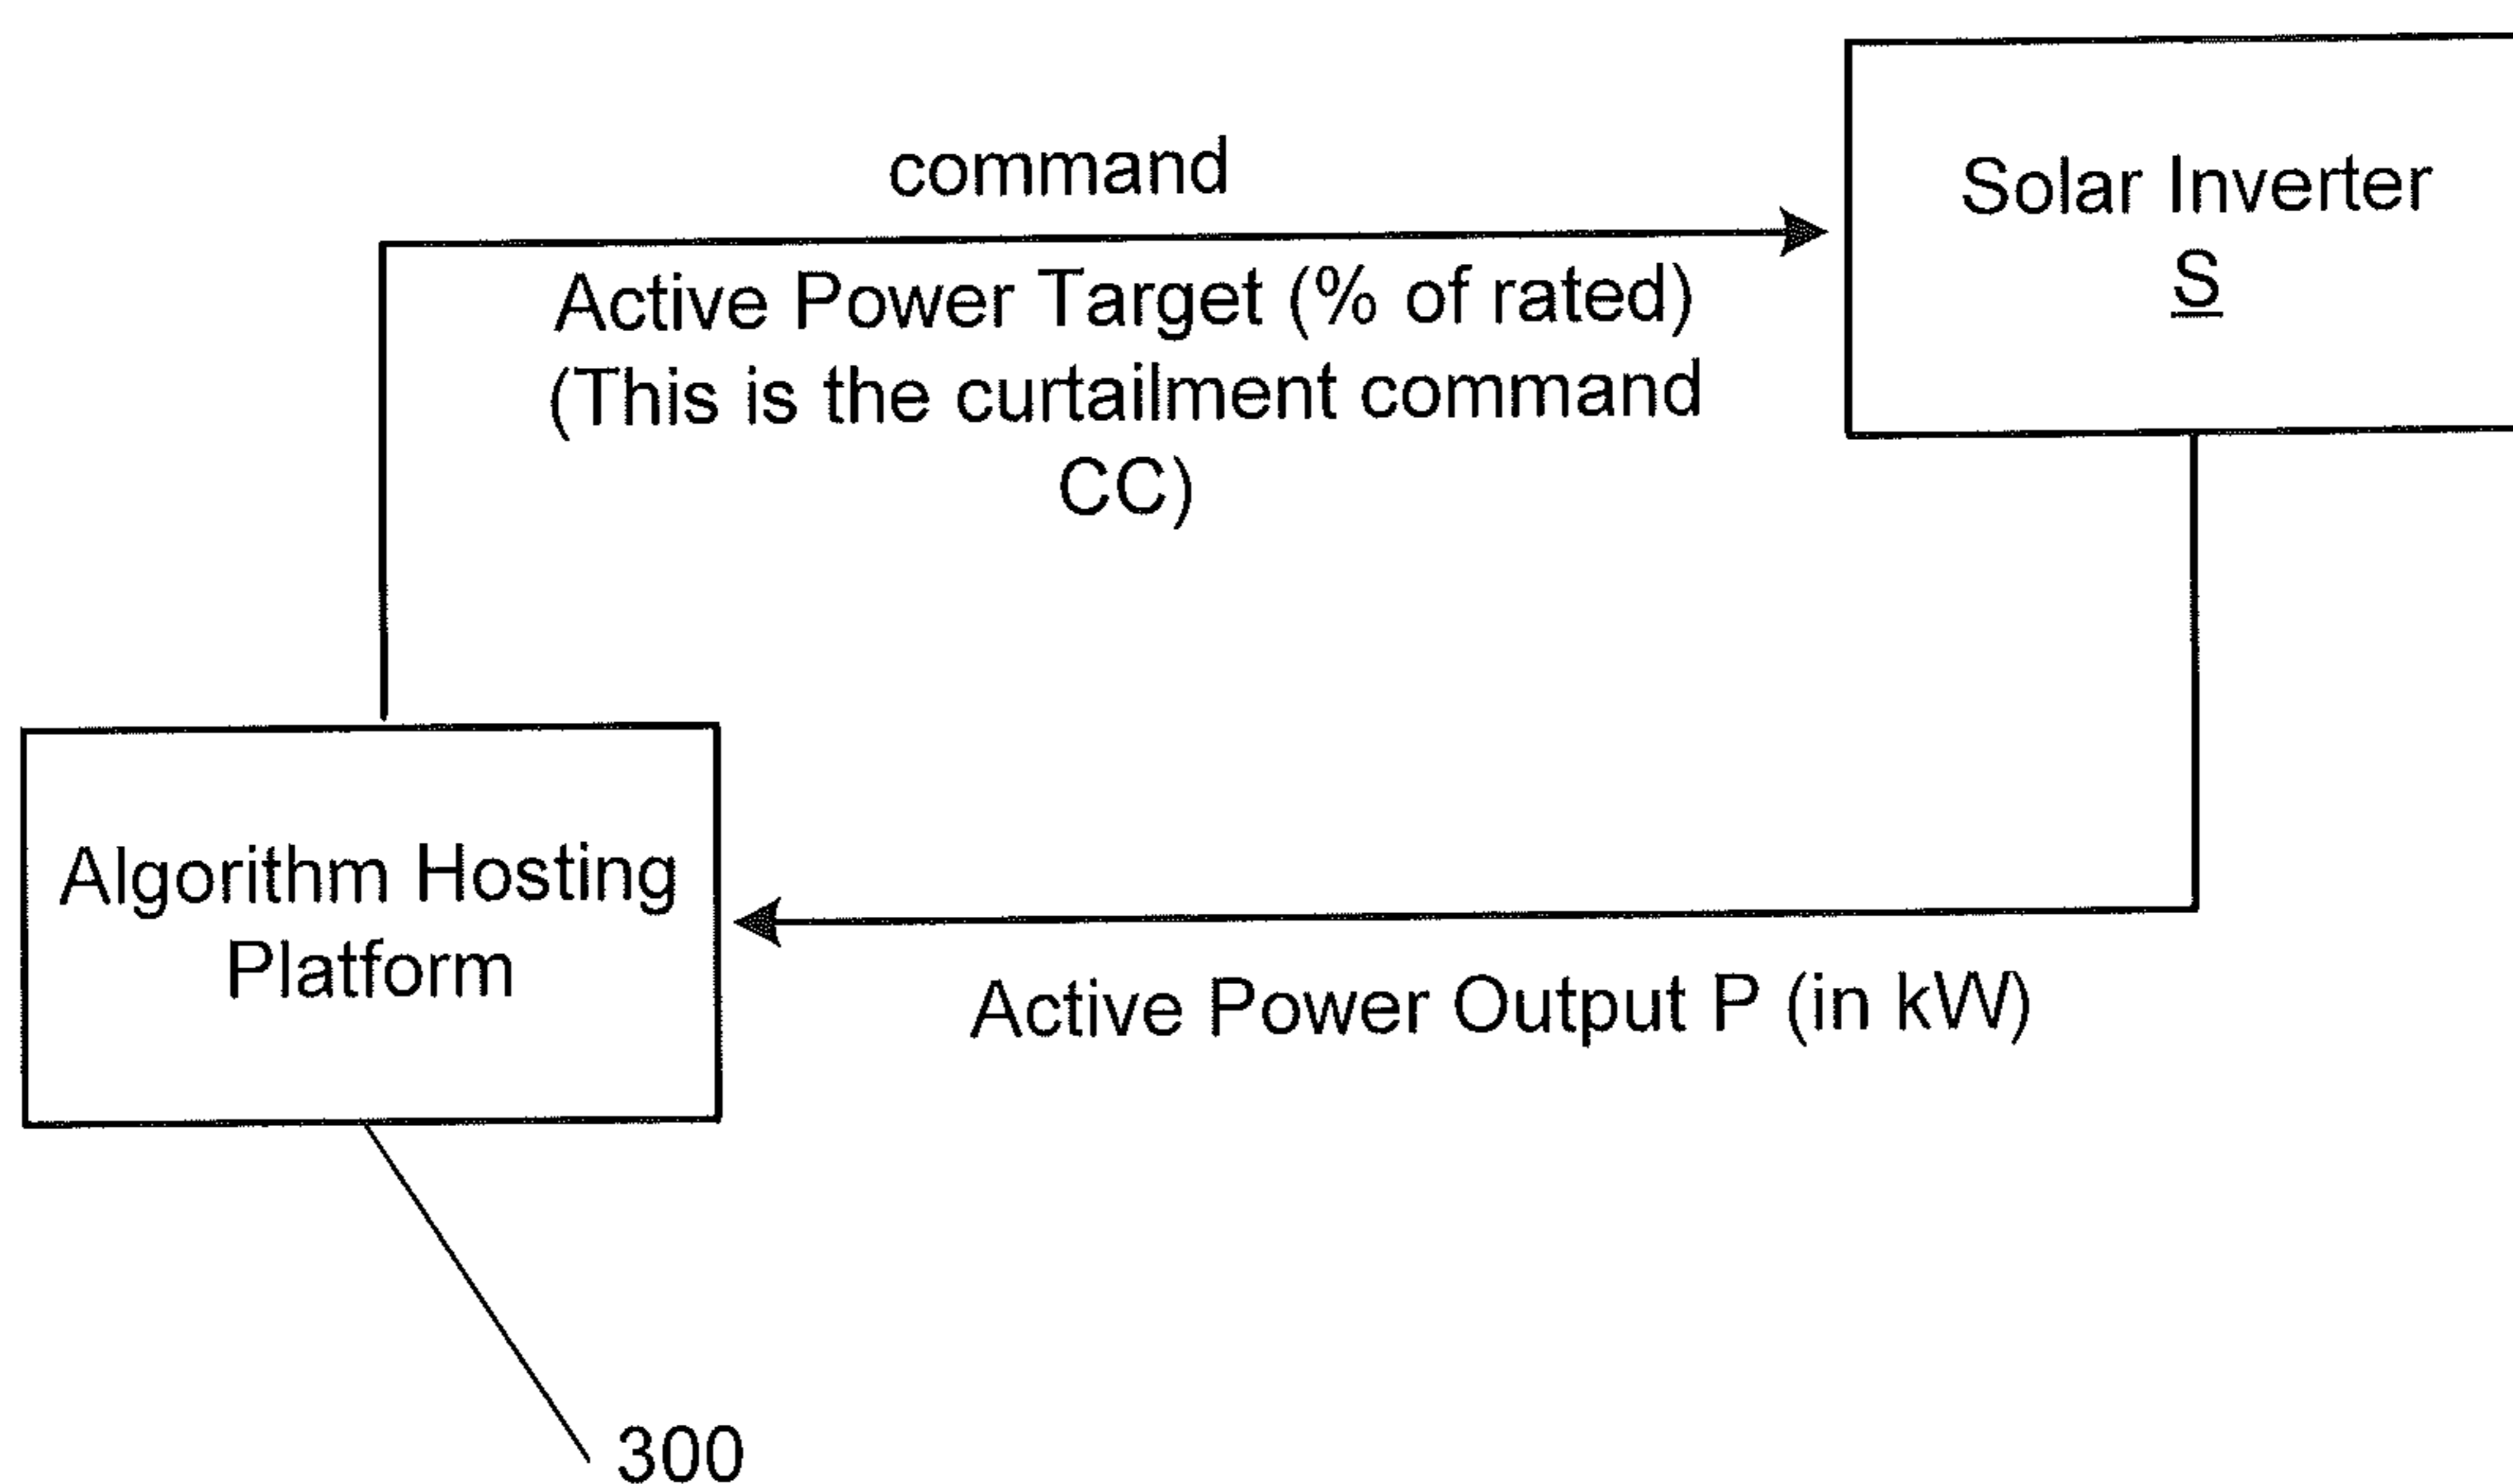 command
Solar Inverter
S
Active Power Target (% of rated)
(This is the curtailment command
CC)
Algorithm Hosting
Platform
Active Power Output P (in kW)
300